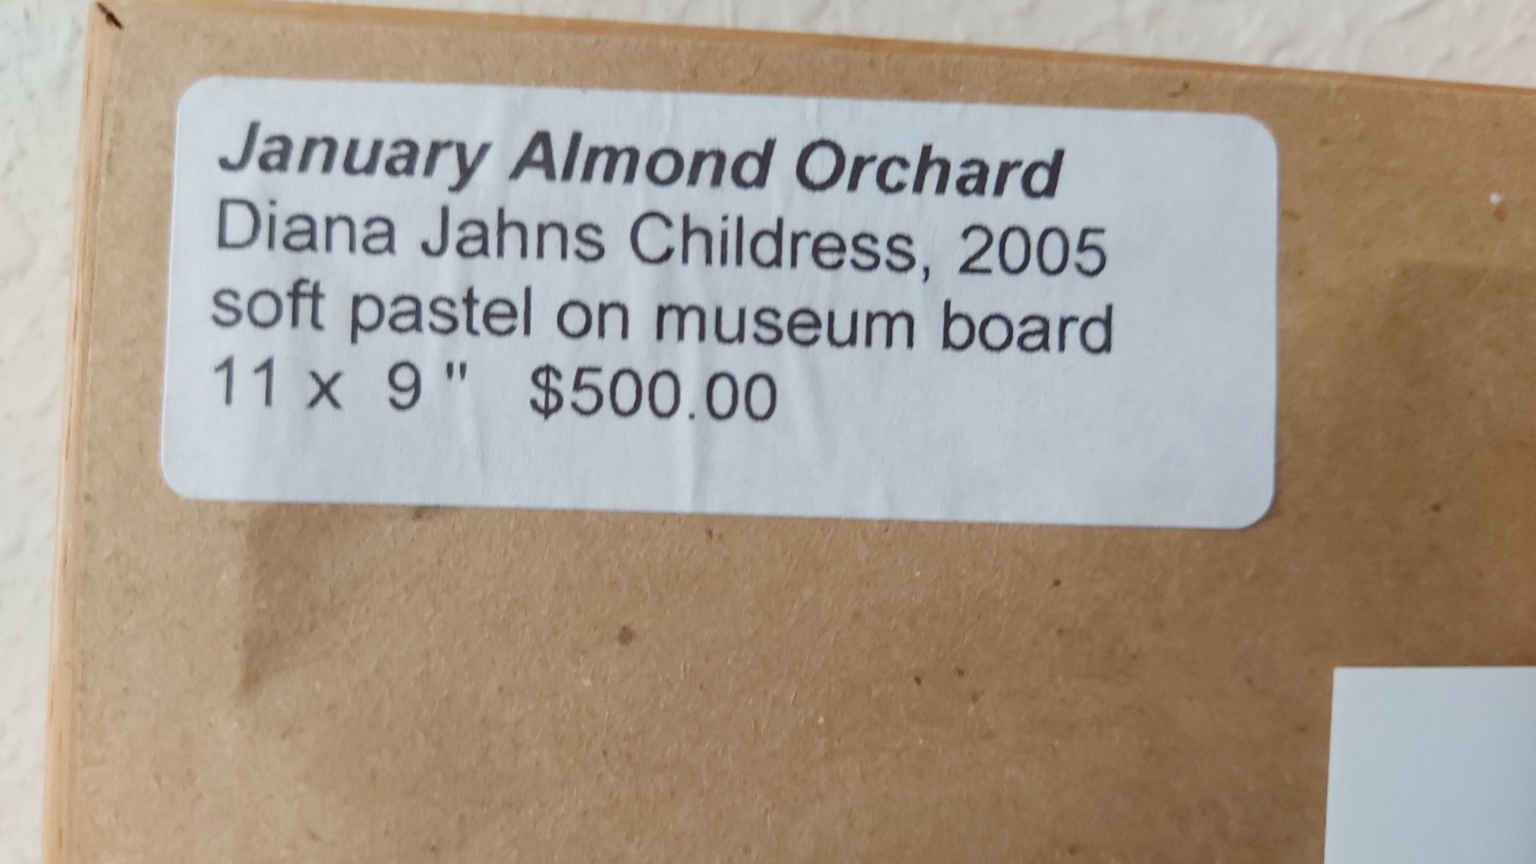 January Almond Orchard
Diana Jahns Childress, 2005
soft pastel on museum board
11 x  9 "   $500.00